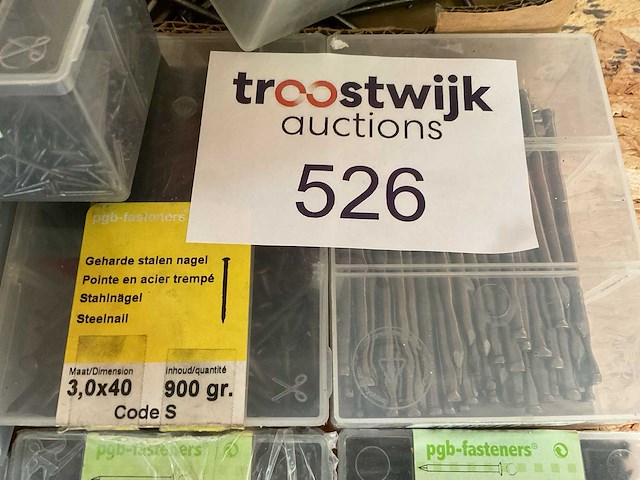 troostwijk
auctions
526
pgb-fasteners
Geharde stalen nagel
Pointe en acier trempé
Stahlnägel
Steelnail
Maat/Dimension
Inhoud/quantité
3,0x40
900 gr.
Code S
pgb-fasteners®
pgb-fasteners®